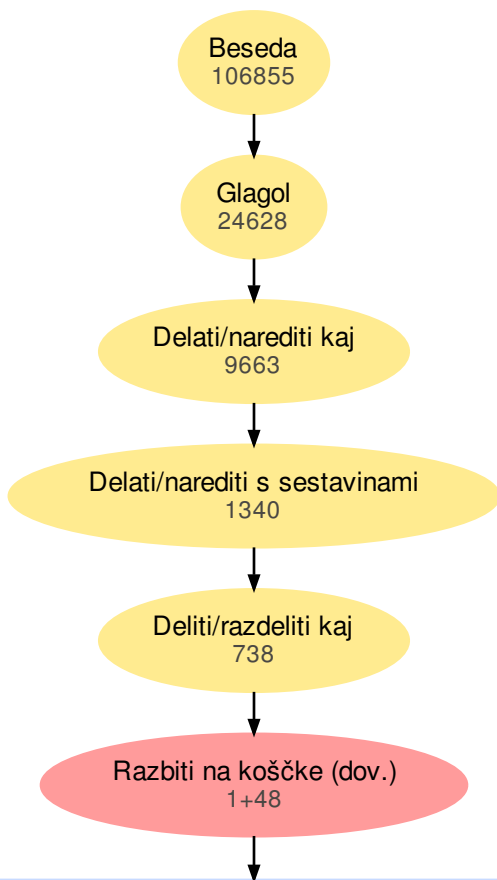 Beseda
106855
Glagol
24628
Delati/narediti kaj
9663
Delati/narediti s sestavinami
1340
Deliti/razdeliti kaj
738
Razbiti na koščke (dov.)
1+48